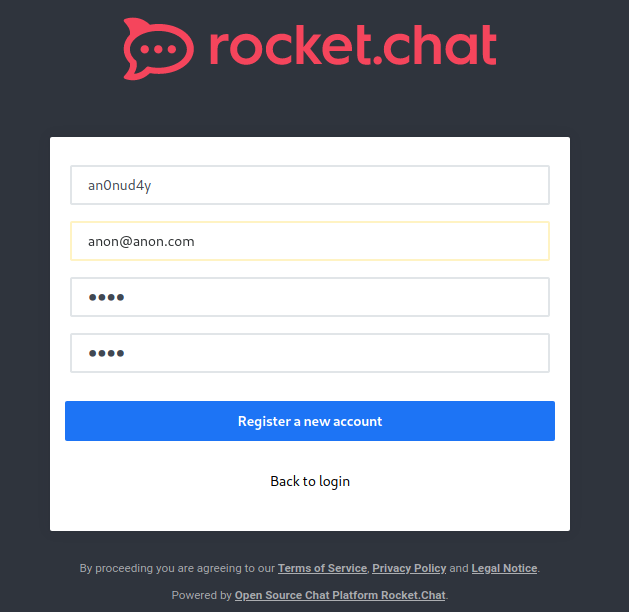 rocket.chat
an0nud4y
anon@anon.com
●●●●
●●●●
Register a new account
Back to login
By proceeding you are agreeing to our Terms of Service, Privacy Policy and Legal Notice.
Powered by Open Source Chat Platform Rocket.Chat.